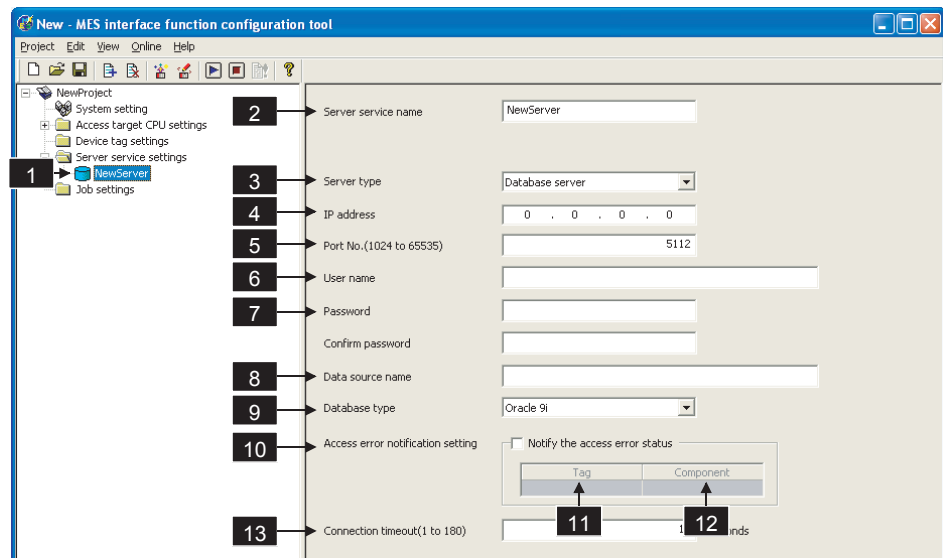 New - MES interface function configuration tool
Project Edit View Online Help
NewProject
System setting
Access target CPU settings
Device tag settings
Server service settings
1 NewServer
Job settings
2 Server service name NewServer
3 Server type Database server
4 IP address 0 . 0 . 0 . 0
5 Port No.(1024 to 65535) 5112
6 User name
7 Password
Confirm password
8 Data source name
9 Database type Oracle 9i
10 Access error notification setting Notify the access error status
Tag Component
11 12
13 Connection timeout(1 to 180)